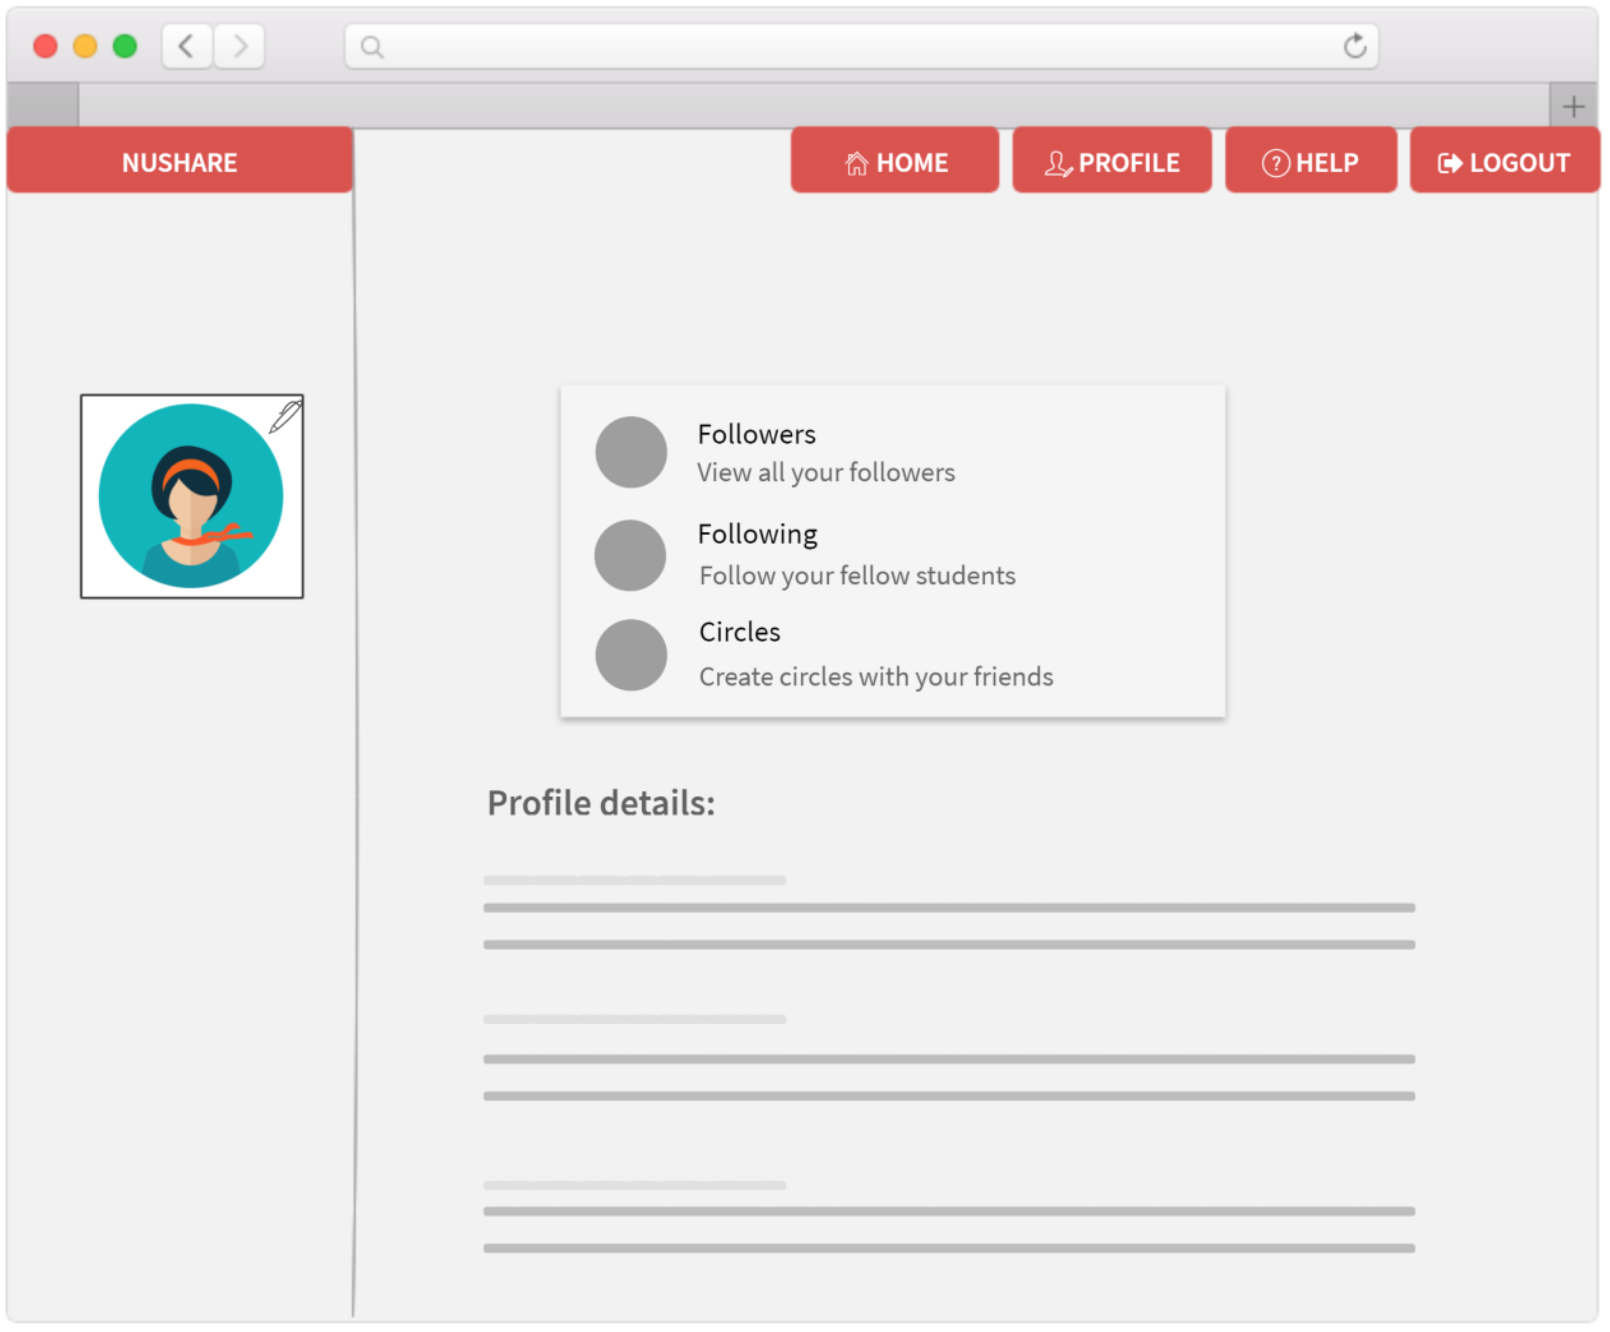 NUSHARE
HOME
PROFILE
? HELP
LOGOUT
Followers
View all your followers
Following
Follow your fellow students
Circles
Create circles with your friends
Profile details: